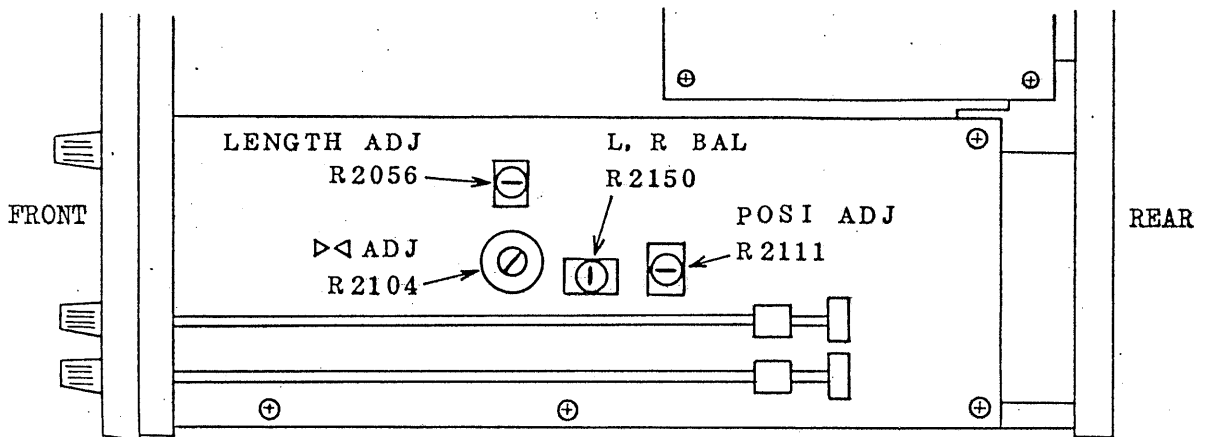 LENGTH ADJ
R2056
L, R BAL
R2150
POSI ADJ
R2111
FRONT
REAR
▷◁ ADJ
R2104